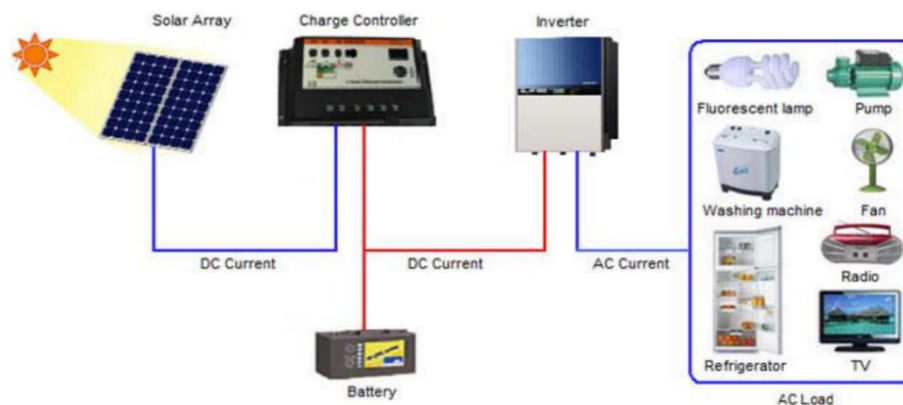 Solar Array
Charge Controller
Inverter
Fluorescent lamp
Pump
Washing machine
Fan
DC Current
DC Current
AC Current
Radio
Refrigerator
TV
Battery
AC Load